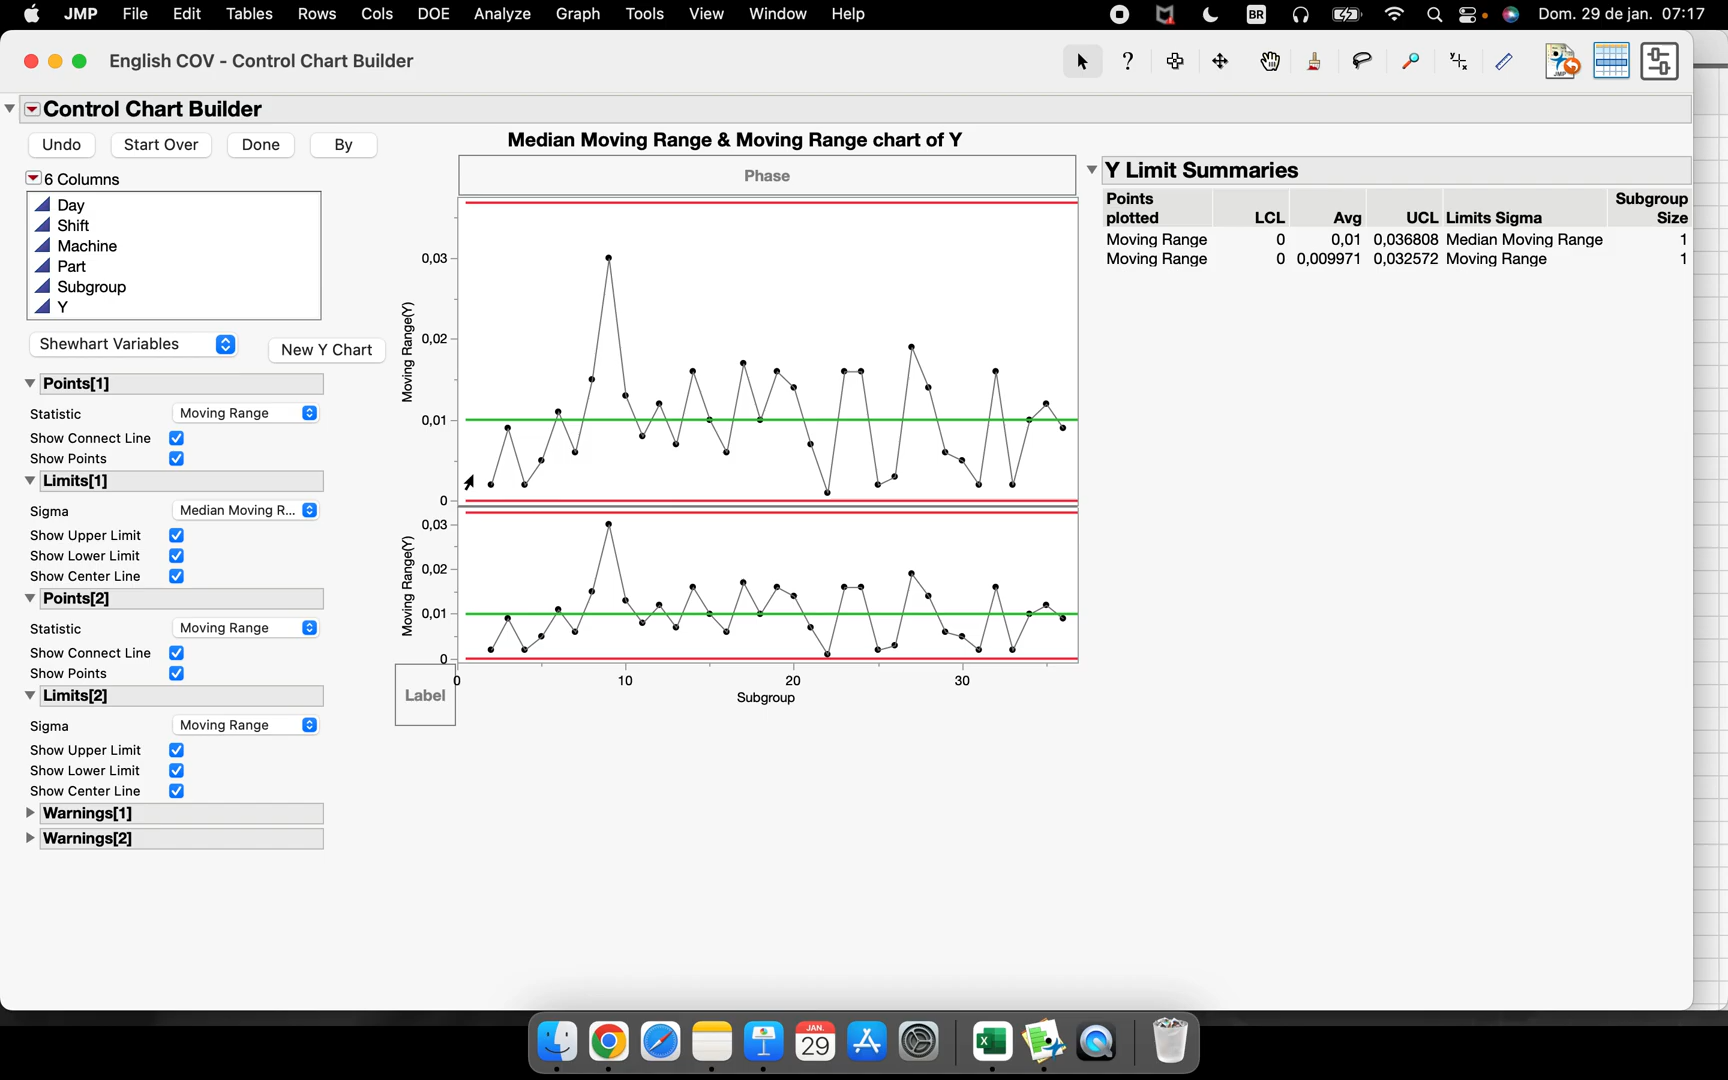 JMP File Edit Tables Rows Cols DOE Analyze Graph Tools View Window Help BR Dom. 29 de jan. 07:17
English COV - Control Chart Builder
Control Chart Builder
Undo Start Over Done By
6 Columns
Day
Shift
Machine
Part
Subgroup
Y
Shewhart Variables
New Y Chart
Points[1]
Statistic Moving Range
Show Connect Line
Show Points
Limits[1]
Sigma Median Moving R...
Show Upper Limit
Show Lower Limit
Show Center Line
Points[2]
Statistic Moving Range
Show Connect Line
Show Points
Limits[2]
Sigma Moving Range
Show Upper Limit
Show Lower Limit
Show Center Line
Warnings[1]
Warnings[2]
Median Moving Range & Moving Range chart of Y
Phase
Moving Range(Y)
0,03
0,02
0,01
0
Moving Range(Y)
0,03
0,02
0,01
0
Label
0 10 20 30
Subgroup
Y Limit Summaries
Points plotted LCL Avg UCL Limits Sigma Subgroup Size
Moving Range 0 0,01 0,036808 Median Moving Range 1
Moving Range 0 0,009971 0,032572 Moving Range 1
JAN.
29